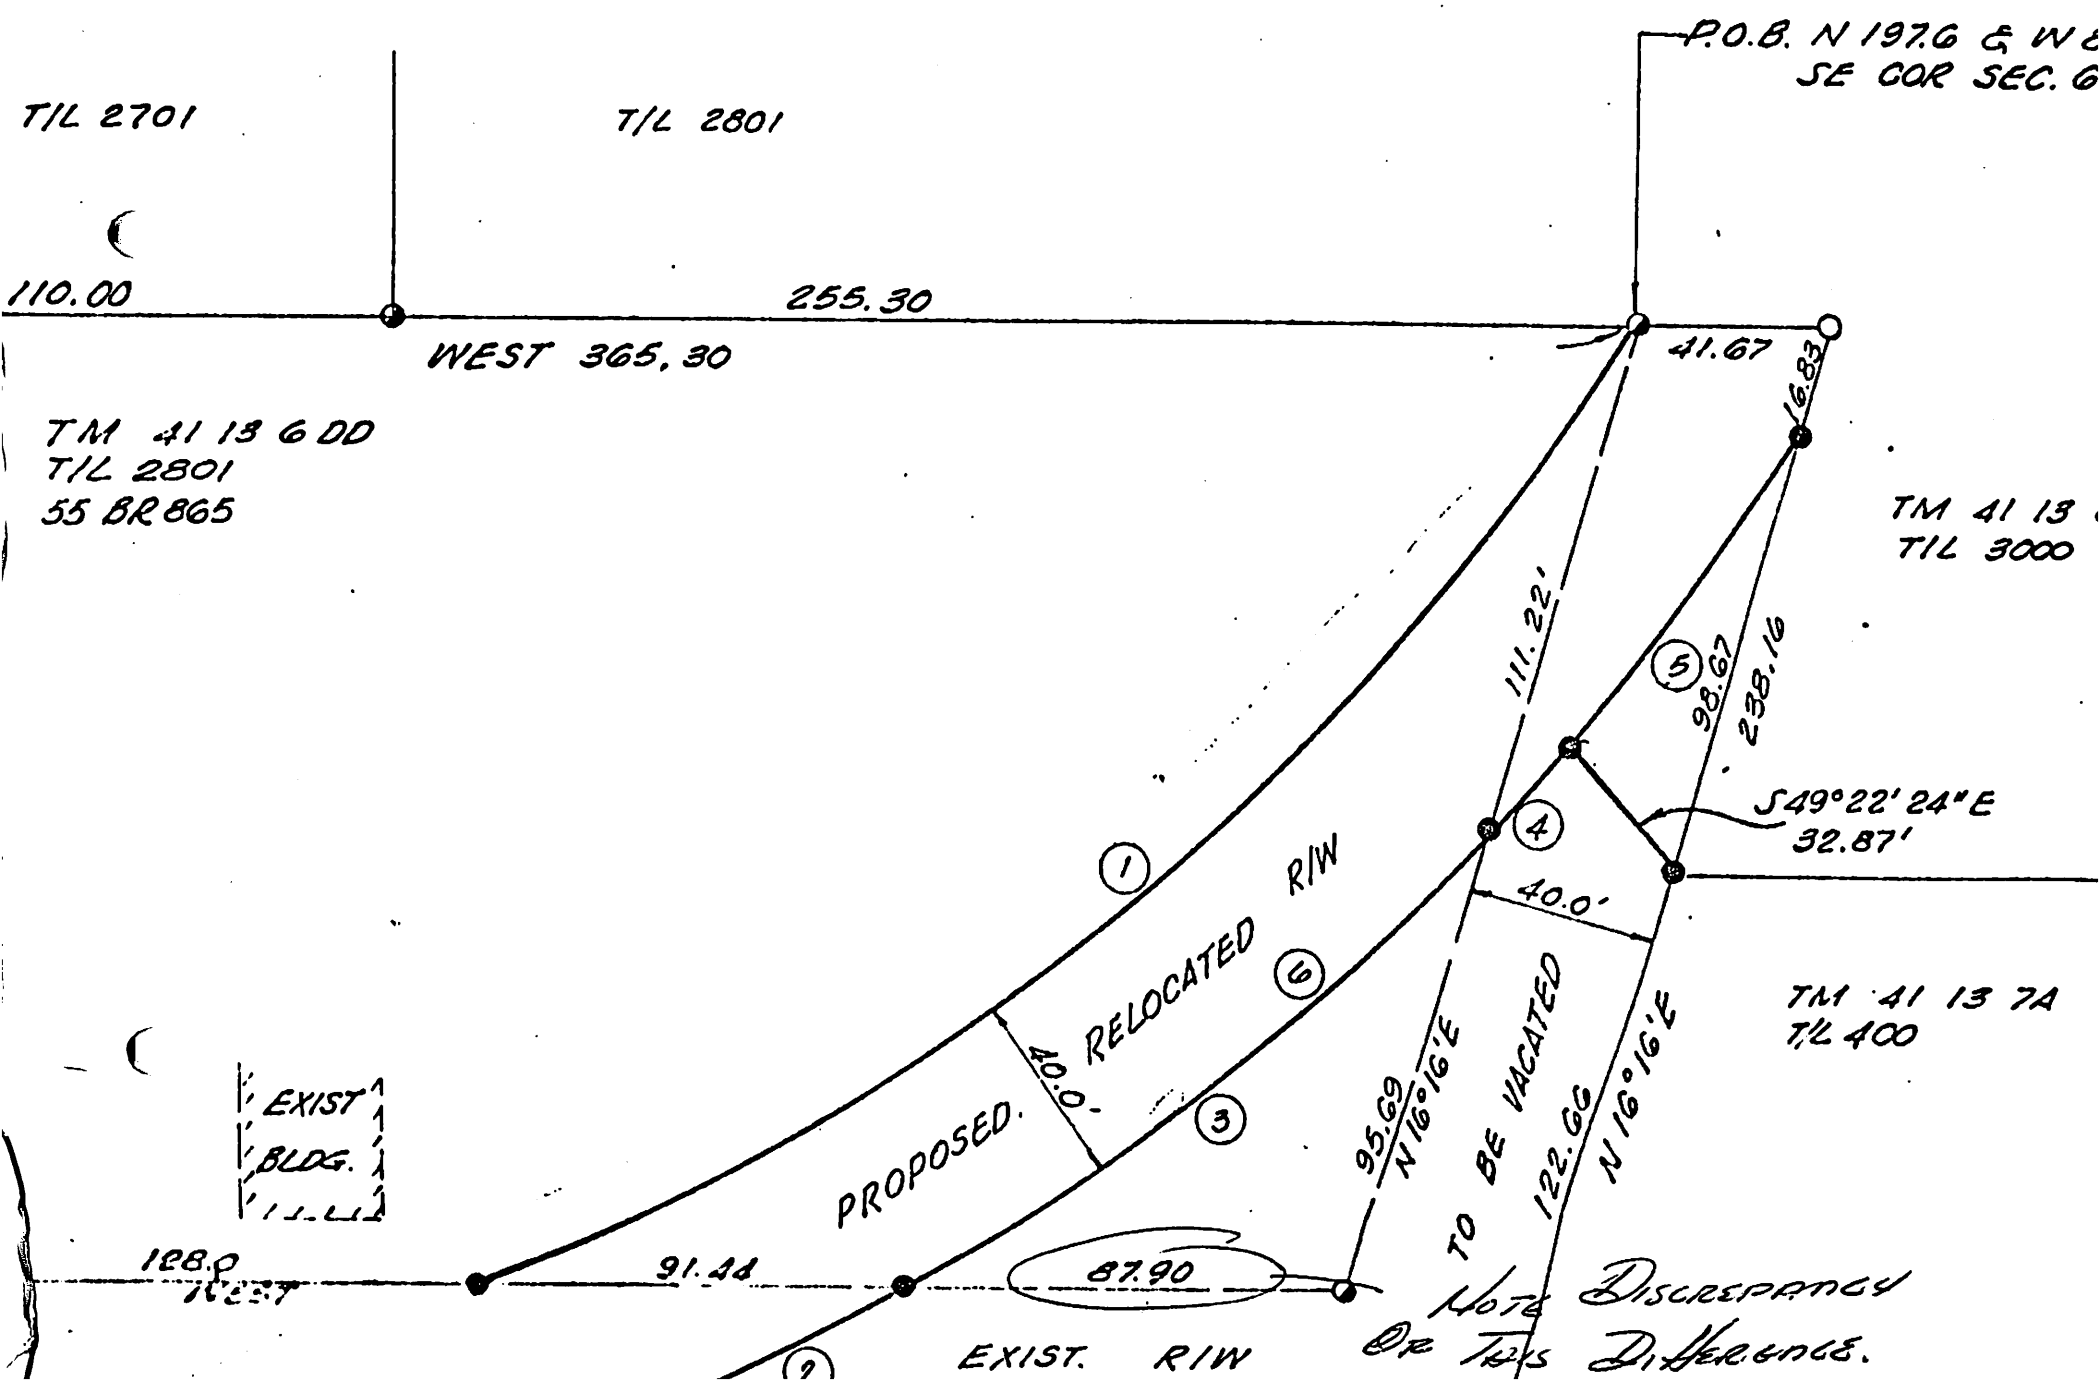 P.O.B. N 197.6 & W
SE COR SEC. 6
T/L 2701
T/L 2801
110.00
255.30
WEST 365.30
41.67
16.83
TM 41 13 6 DD
T/L 2801
55 BR 865
TM 41 13
T/L 3000
111.22'
5
98.67
238.16
S49°22'24"E
32.87'
4
1
R/W
40.0'
RELOCATED
6
TM 41 13 7A
T/L 400
40.0'
PROPOSED
3
95.69
N 16°16'E
TO BE VACATED
122.66
N 16°16'E
EXIST
BLDG.
128.0
WEST
91.44
87.90
NOTE DISCREPANCY
OR THIS DIFFERENCE.
EXIST. R/W
2